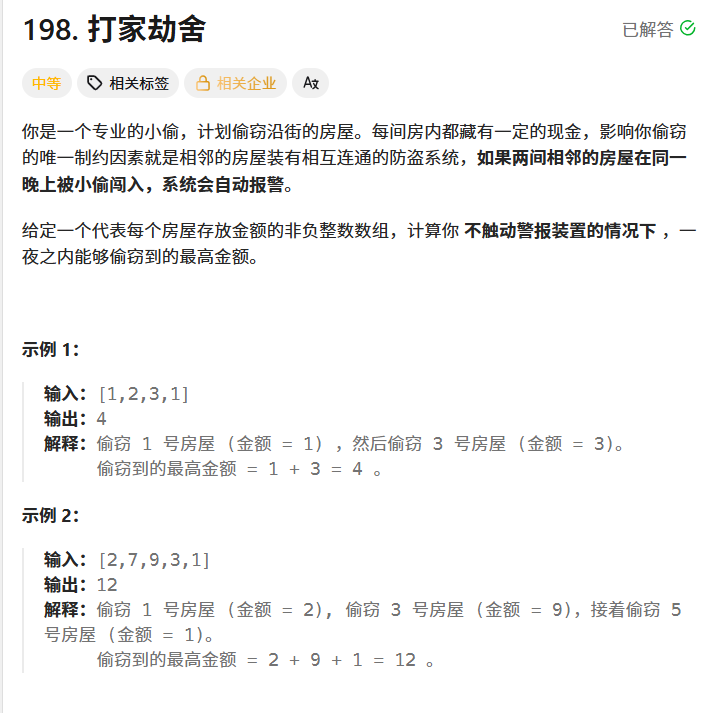 198. 打家劫舍
已解答
中等
相关标签
相关企业
你是一个专业的小偷，计划偷窃沿街的房屋。每间房内都藏有一定的现金，影响你偷窃
的唯一制约因素就是相邻的房屋装有相互连通的防盗系统，如果两间相邻的房屋在同一
晚上被小偷闯入，系统会自动报警。
给定一个代表每个房屋存放金额的非负整数数组，计算你 不触动警报装置的情况下 ，一
夜之内能够偷窃到的最高金额。
示例 1：
输入：[1,2,3,1]
输出：4
解释：偷窃 1 号房屋 (金额 = 1) ，然后偷窃 3 号房屋 (金额 = 3)。
偷窃到的最高金额 = 1 + 3 = 4 。
示例 2：
输入：[2,7,9,3,1]
输出：12
解释：偷窃 1 号房屋 (金额 = 2), 偷窃 3 号房屋 (金额 = 9)，接着偷窃 5
号房屋 (金额 = 1)。
偷窃到的最高金额 = 2 + 9 + 1 = 12 。